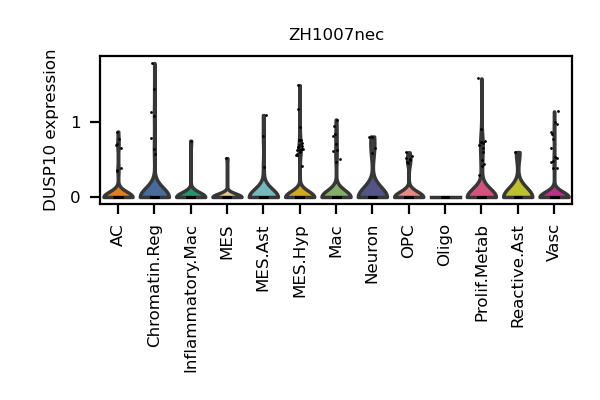 ZH1007nec
DUSP10 expression
1
0
AC
Chromatin.Reg
Inflammatory.Mac
MES
MES.Ast
MES.Hyp
Mac
Neuron
OPC
Oligo
Prolif.Metab
Reactive.Ast
Vasc